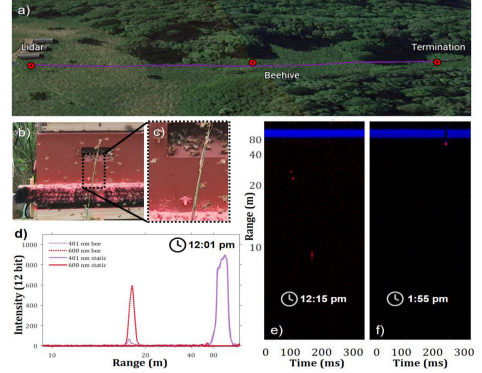 a)
Lidar
Termination
Beehive
b)
c)
d)
12:01 pm
401 nm bee
600 nm bee
401 nm static
600 nm static
1000
800
600
400
200
0
10
20
40
80
Intensity (12 bit)
Range (m)
80
40
20
10
Range (m)
12:15 pm
1:55 pm
e)
f)
0 100 200 300
0 100 200 300
Time (ms)
Time (ms)